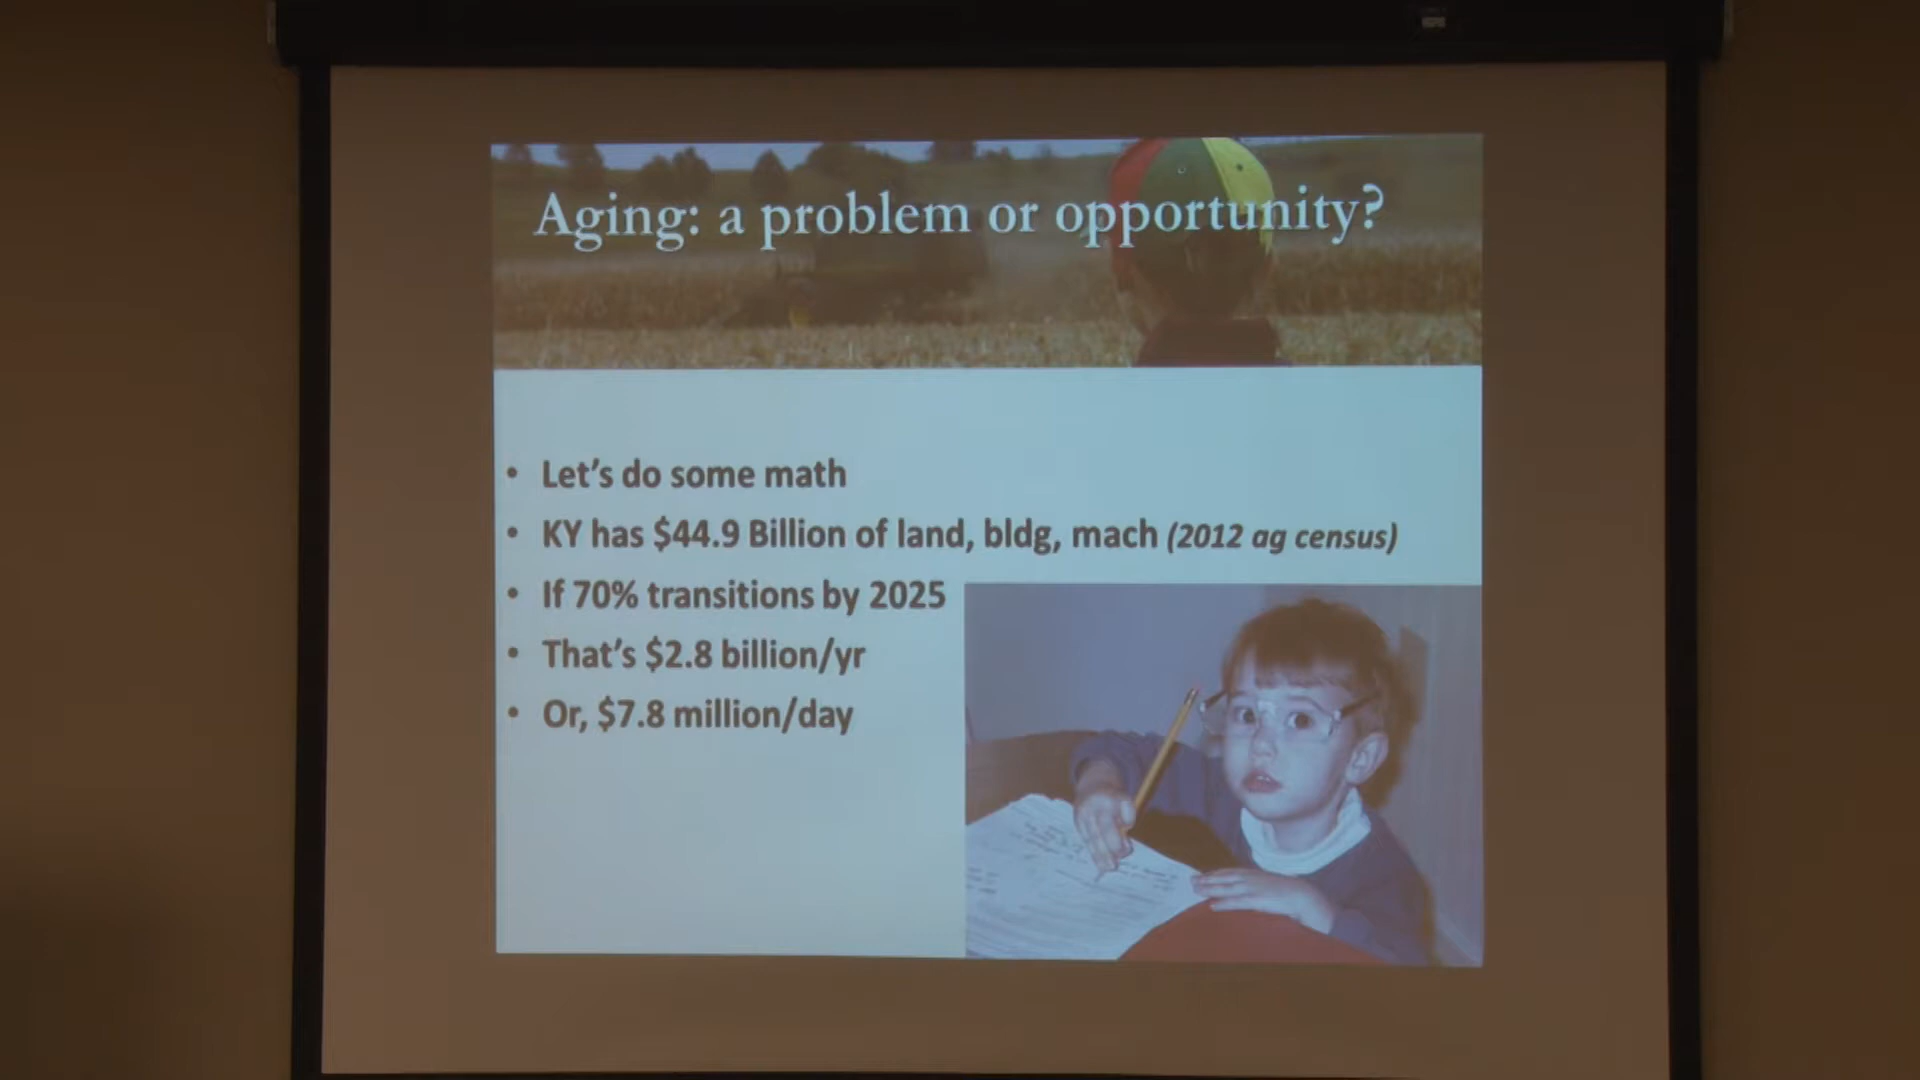 Aging: a problem or opportunity?
• Let's do some math
• KY has $44.9 Billion of land, bldg, mach (2012 ag census)
• If 70% transitions by 2025
• That's $2.8 billion/yr
• Or, $7.8 million/day